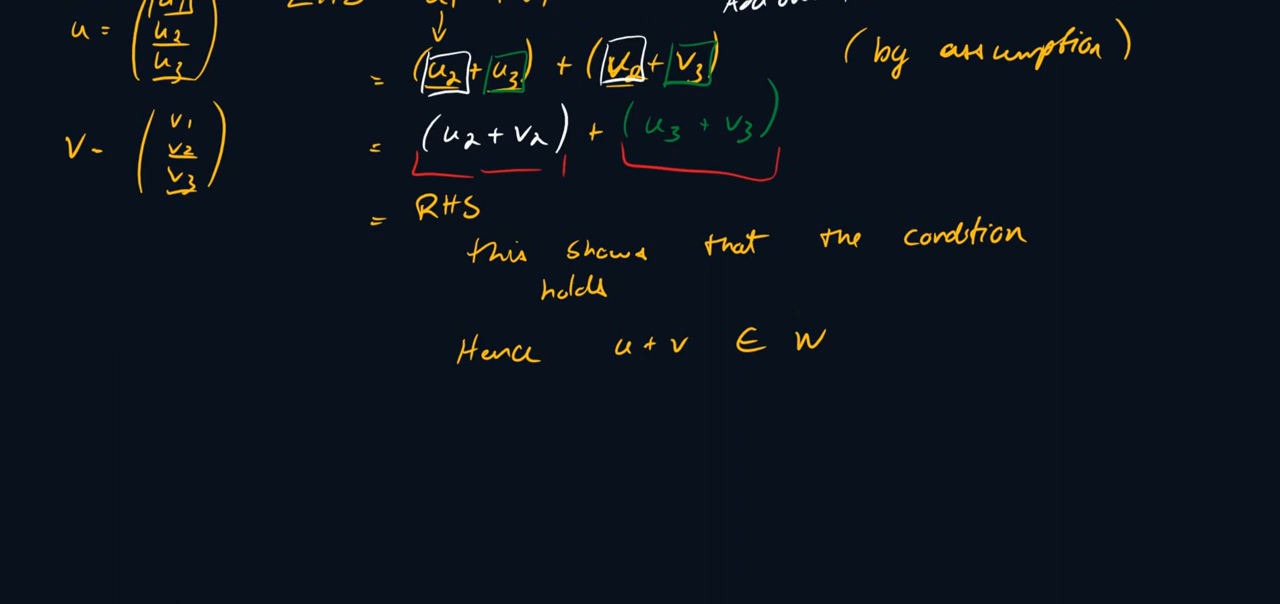 u = ( u1
u2
u3 )
= (u2 + u3) + (v2 + v3) (by assumption)
v = ( v1
v2
v3 )
= (u2 + v2) + (u3 + v3)
= RHS
this shows that the condition
holds
Hence u + v ∈ W